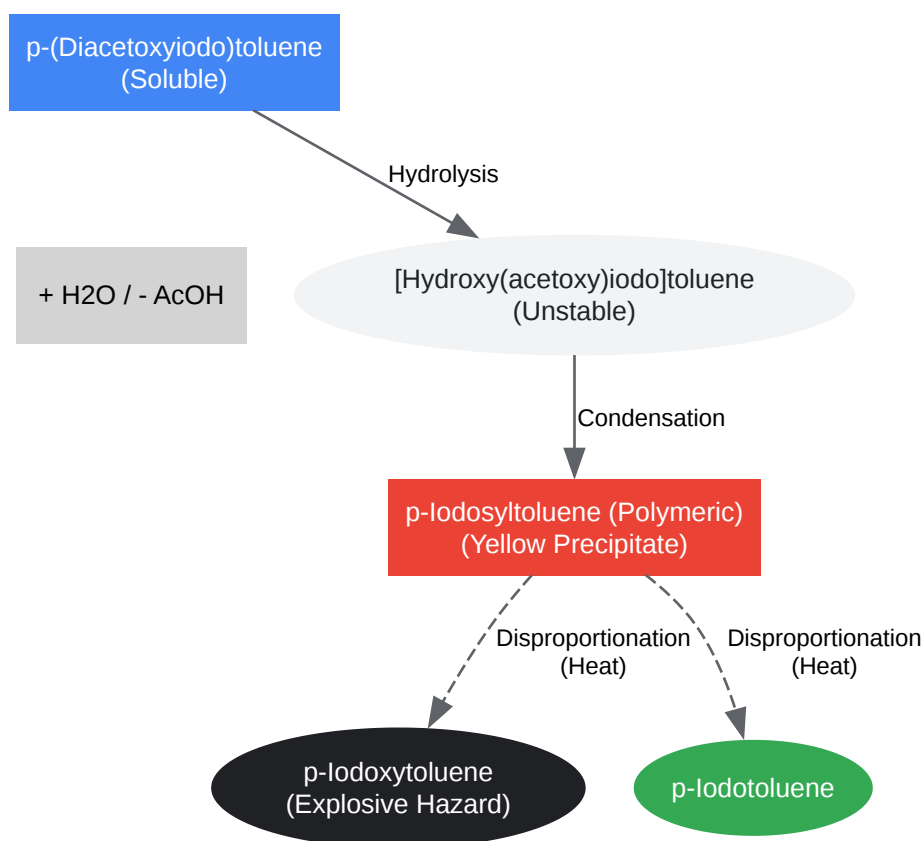 p-(Diacetoxyiodo)toluene
(Soluble)
Hydrolysis
+ H2O / - AcOH
[Hydroxy(acetoxy)iodo]toluene
(Unstable)
Condensation
p-Iodosyltoluene (Polymeric)
(Yellow Precipitate)
Disproportionation
(Heat)
Disproportionation
(Heat)
p-Iodoxytoluene
(Explosive Hazard)
p-Iodotoluene